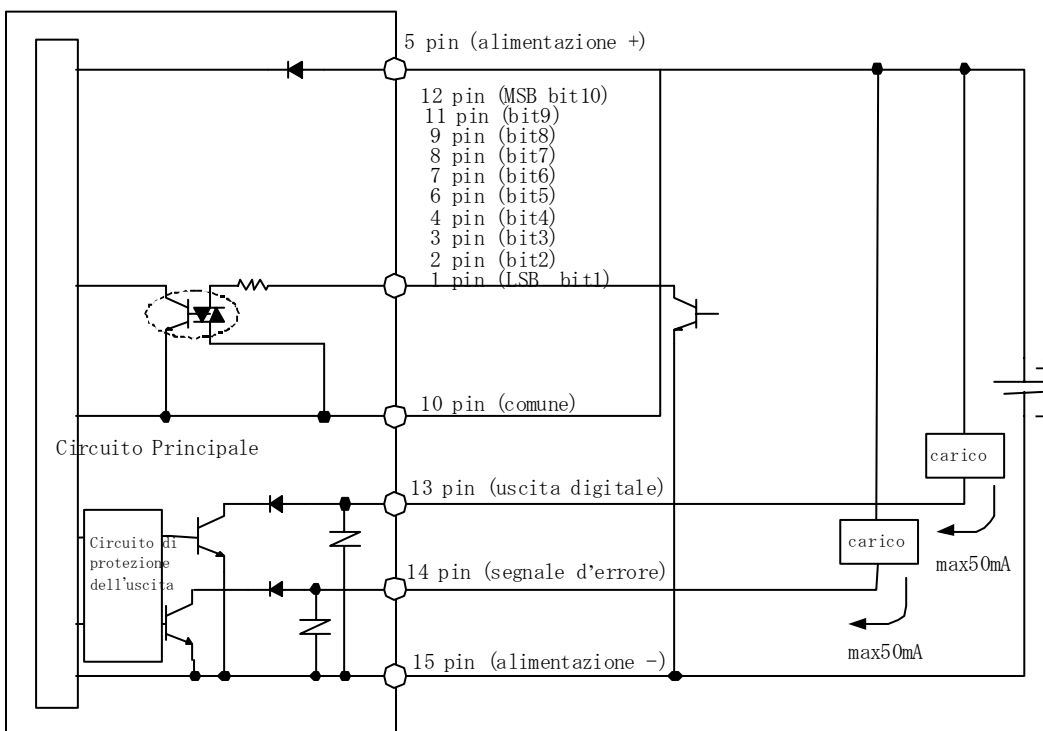 5 pin (alimentazione +)
12 pin (MSB bit10)
11 pin (bit9)
9 pin (bit8)
8 pin (bit7)
7 pin (bit6)
6 pin (bit5)
4 pin (bit4)
3 pin (bit3)
2 pin (bit2)
1 pin (LSB bit1)
10 pin (comune)
Circuito Principale
carico
13 pin (uscita digitale)
carico
Circuito di
protezione
dell'uscita
max50mA
14 pin (segnale d'errore)
max50mA
15 pin (alimentazione -)